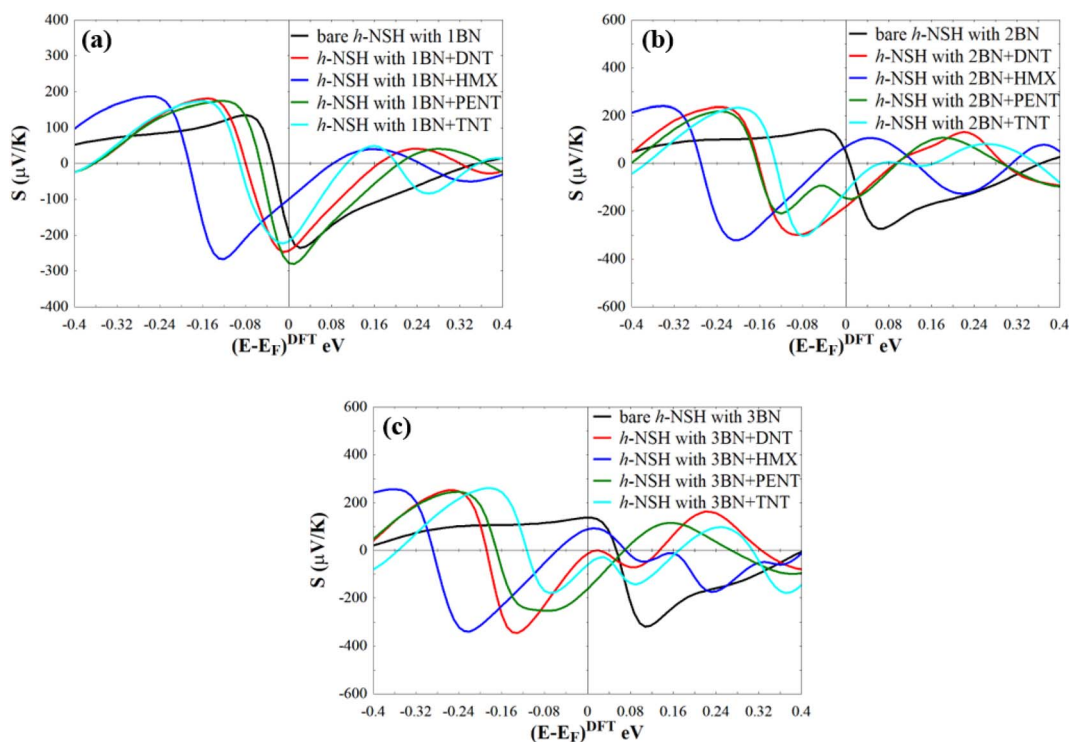 (a)
bare h-NSH with 1BN
h-NSH with 1BN+DNT
h-NSH with 1BN+HMX
h-NSH with 1BN+PENT
h-NSH with 1BN+TNT
400
300
200
100
0
-100
-200
-300
-400
S (μV/K)
-0.4 -0.32 -0.24 -0.16 -0.08 0 0.08 0.16 0.24 0.32 0.4
(E-EF)DFT eV
(b)
bare h-NSH with 2BN
h-NSH with 2BN+DNT
h-NSH with 2BN+HMX
h-NSH with 2BN+PENT
h-NSH with 2BN+TNT
600
400
200
0
-200
-400
-600
S (μV/K)
-0.4 -0.32 -0.24 -0.16 -0.08 0 0.08 0.16 0.24 0.32 0.4
(E-EF)DFT eV
(c)
bare h-NSH with 3BN
h-NSH with 3BN+DNT
h-NSH with 3BN+HMX
h-NSH with 3BN+PENT
h-NSH with 3BN+TNT
600
400
200
0
-200
-400
-600
S (μV/K)
-0.4 -0.32 -0.24 -0.16 -0.08 0 0.08 0.16 0.24 0.32 0.4
(E-EF)DFT eV